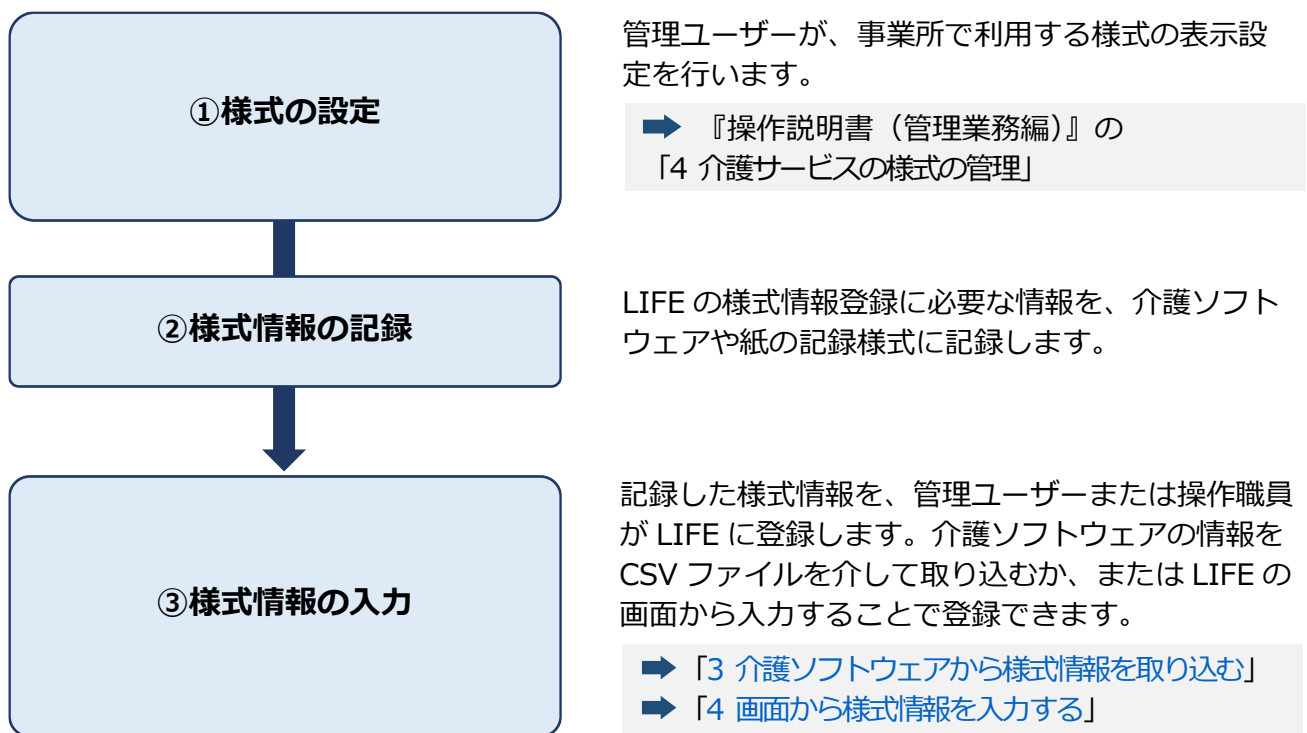 ①様式の設定
管理ユーザーが、事業所で利用する様式の表示設
定を行います。
➡ 『操作説明書（管理業務編）』の
「4 介護サービスの様式の管理」
②様式情報の記録
LIFE の様式情報登録に必要な情報を、介護ソフト
ウェアや紙の記録様式に記録します。
③様式情報の入力
記録した様式情報を、管理ユーザーまたは操作職員
が LIFE に登録します。介護ソフトウェアの情報を
CSV ファイルを介して取り込むか、または LIFE の
画面から入力することで登録できます。
➡ 「3 介護ソフトウェアから様式情報を取り込む」
➡ 「4 画面から様式情報を入力する」